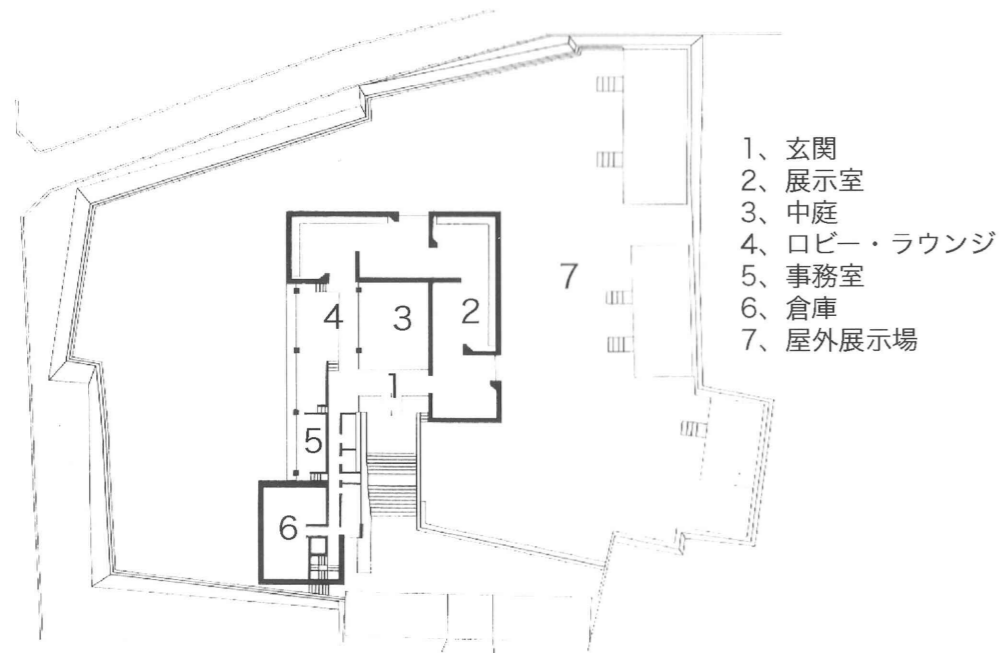 1、玄関
2、展示室
3、中庭
4、ロビー・ラウンジ
5、事務室
6、倉庫
7、屋外展示場
7
2
4
3
1
5
6